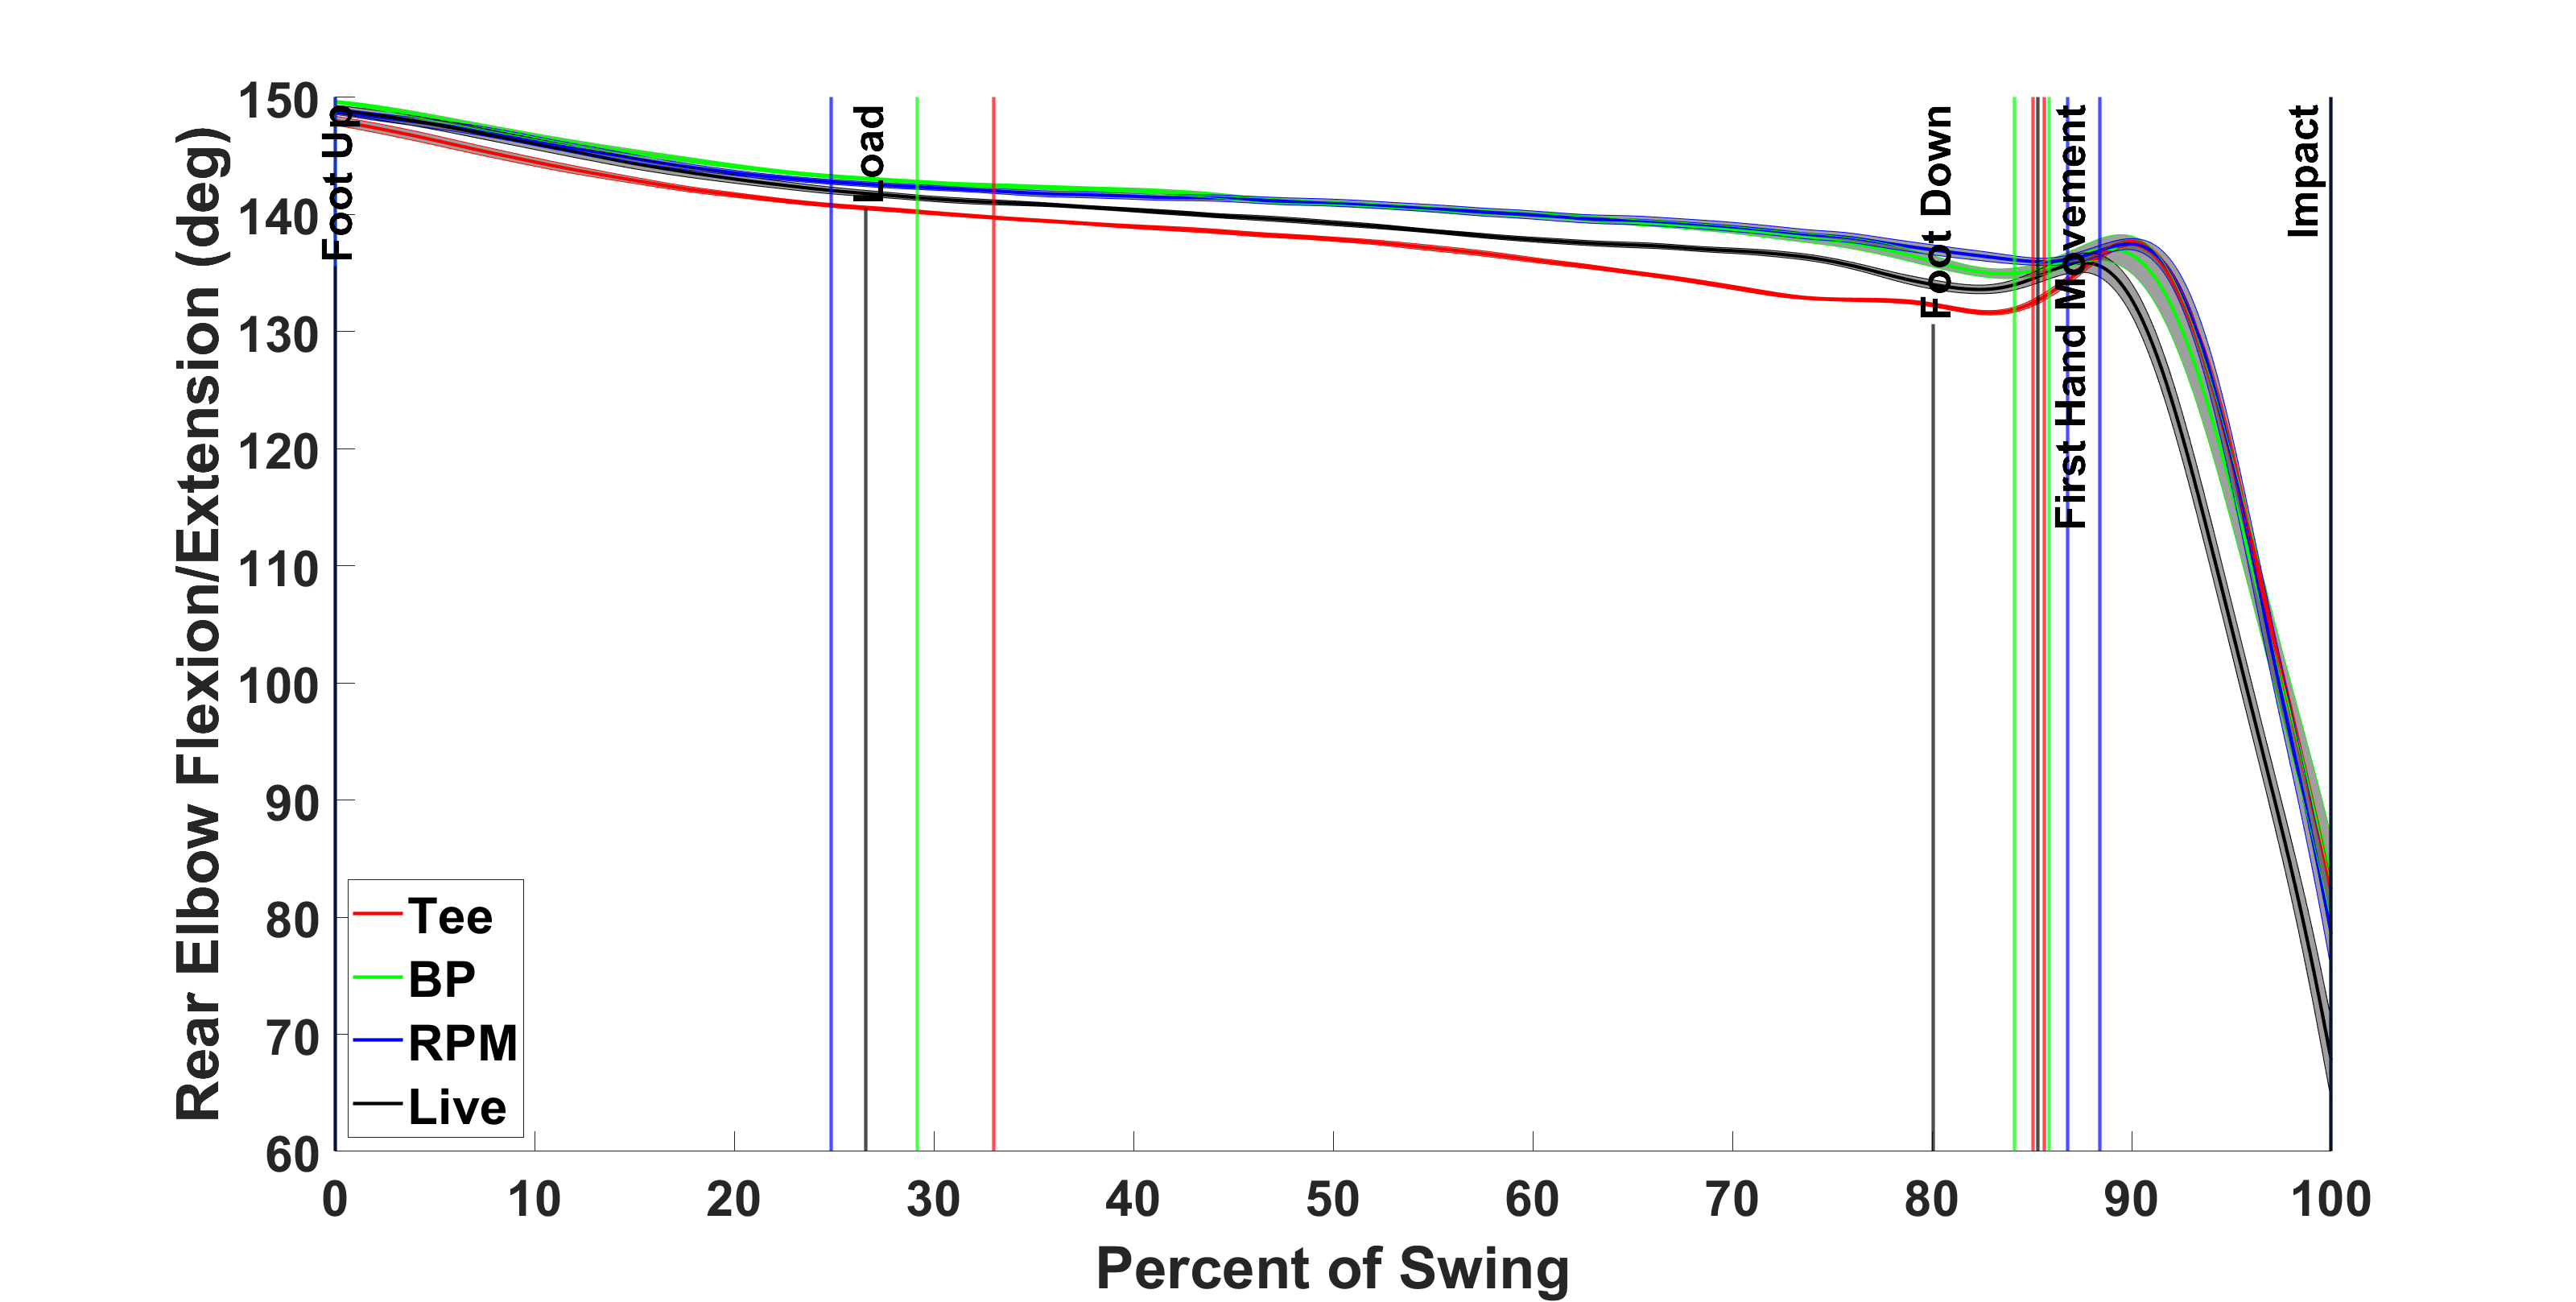 Rear Elbow Flexion/Extension (deg)
150
140
130
120
110
100
90
80
70
60
Foot Up
Load
Foot Down
First Hand Movement
Impact
Tee
BP
RPM
Live
0 10 20 30 40 50 60 70 80 90 100
Percent of Swing